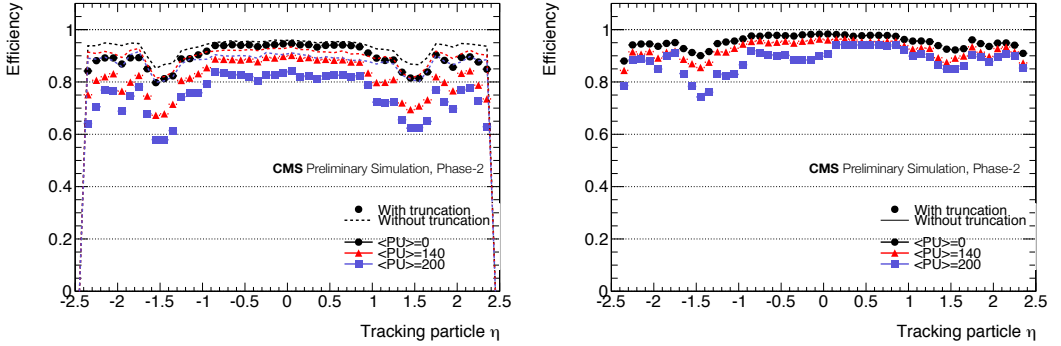 Efficiency
1
0.8
0.6
0.4
0.2
0
CMS Preliminary Simulation, Phase-2
With truncation
Without truncation
<PU>=0
<PU>=140
<PU>=200
-2.5 -2 -1.5 -1 -0.5 0 0.5 1 1.5 2 2.5
Tracking particle η
Efficiency
1
0.8
0.6
0.4
0.2
0
CMS Preliminary Simulation, Phase-2
With truncation
Without truncation
<PU>=0
<PU>=140
<PU>=200
-2.5 -2 -1.5 -1 -0.5 0 0.5 1 1.5 2 2.5
Tracking particle η